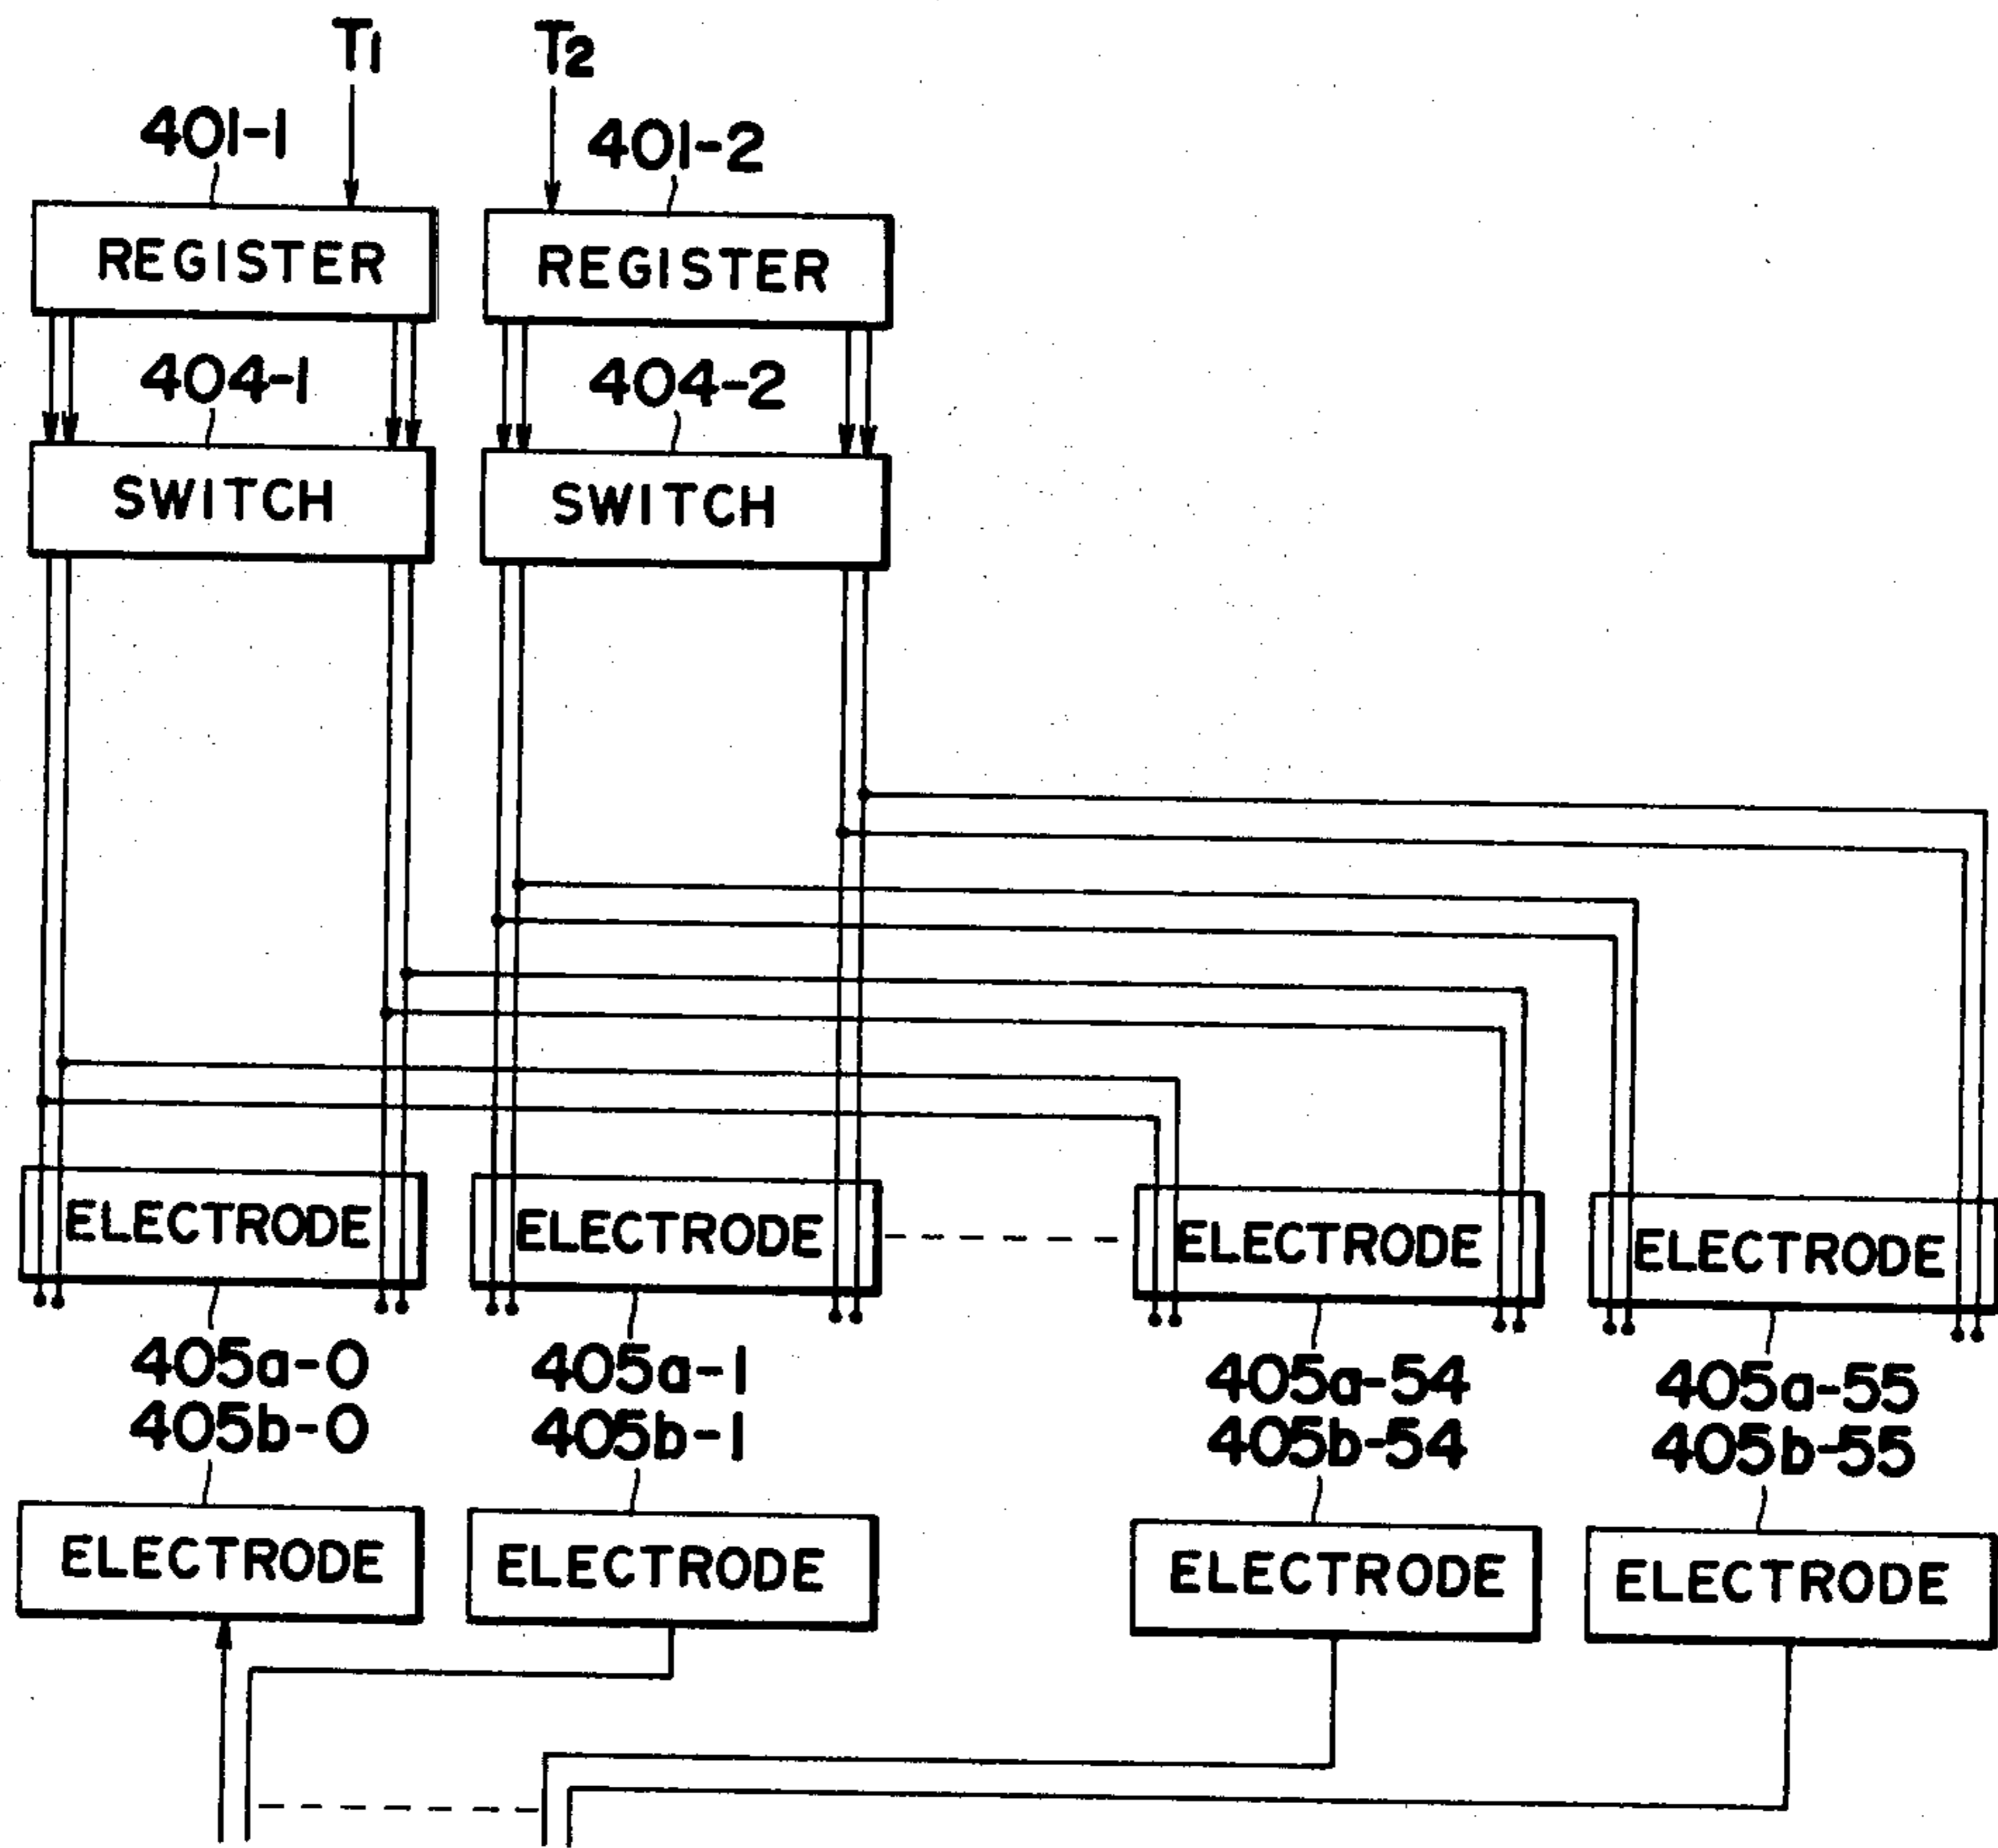 T1 T2
401-1 401-2
REGISTER REGISTER
404-1 404-2
SWITCH SWITCH
ELECTRODE ELECTRODE ELECTRODE ELECTRODE
405a-0 405a-1 405a-54 405a-55
405b-0 405b-1 405b-54 405b-55
ELECTRODE ELECTRODE ELECTRODE ELECTRODE